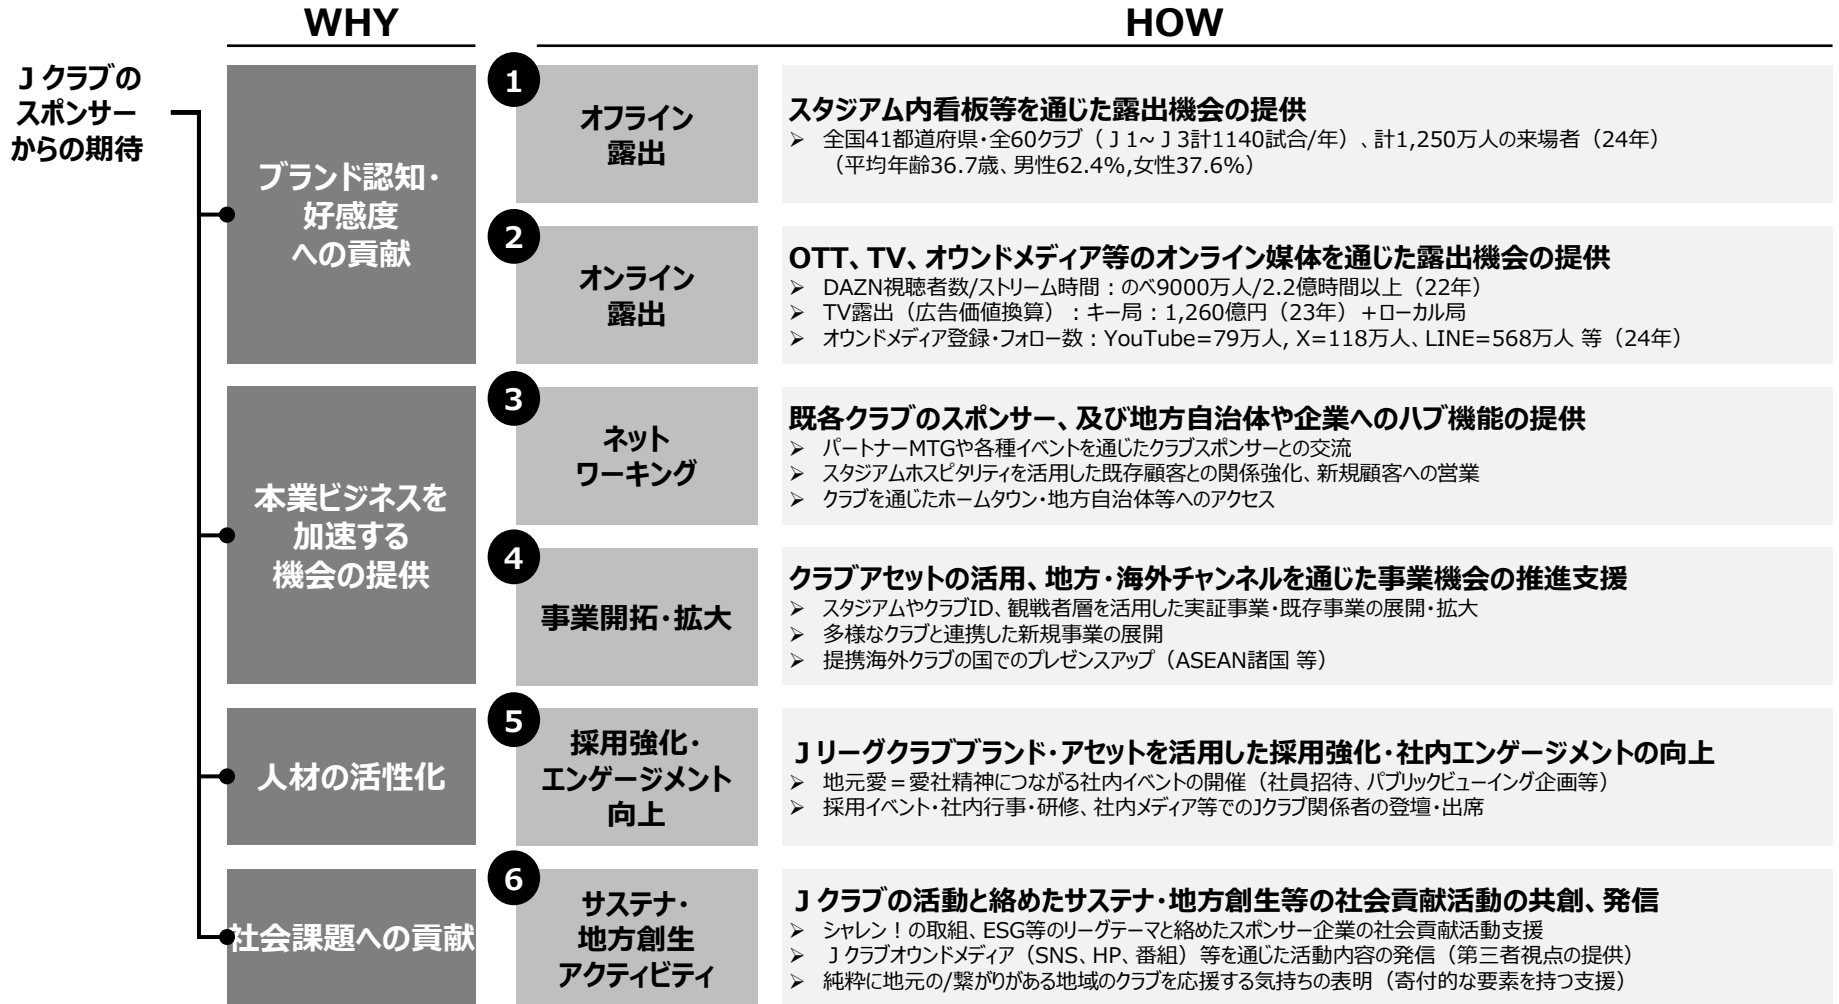 WHY
HOW
Jクラブの
スポンサー
からの期待
ブランド認知・
好感度
への貢献
1
オフライン
露出
スタジアム内看板等を通じた露出機会の提供
➢ 全国41都道府県・全60クラブ（J1~J3計1140試合/年）、計1,250万人の来場者（24年）
（平均年齢36.7歳、男性62.4%,女性37.6%）
2
オンライン
露出
OTT、TV、オウンドメディア等のオンライン媒体を通じた露出機会の提供
➢ DAZN視聴者数/ストリーム時間：のべ9000万人/2.2億時間以上（22年）
➢ TV露出（広告価値換算）：キー局：1,260億円（23年）+ローカル局
➢ オウンドメディア登録・フォロー数：YouTube=79万人, X=118万人、LINE=568万人 等（24年）
本業ビジネスを
加速する
機会の提供
3
ネット
ワーキング
既各クラブのスポンサー、及び地方自治体や企業へのハブ機能の提供
➢ パートナーMTGや各種イベントを通じたクラブスポンサーとの交流
➢ スタジアムホスピタリティを活用した既存顧客との関係強化、新規顧客への営業
➢ クラブを通じたホームタウン・地方自治体等へのアクセス
4
事業開拓・拡大
クラブアセットの活用、地方・海外チャンネルを通じた事業機会の推進支援
➢ スタジアムやクラブID、観戦者層を活用した実証事業・既存事業の展開・拡大
➢ 多様なクラブと連携した新規事業の展開
➢ 提携海外クラブの国でのプレゼンスアップ（ASEAN諸国 等）
人材の活性化
5
採用強化・
エンゲージメント
向上
Jリーグクラブブランド・アセットを活用した採用強化・社内エンゲージメントの向上
➢ 地元愛＝愛社精神につながる社内イベントの開催（社員招待、パブリックビューイング企画等）
➢ 採用イベント・社内行事・研修、社内メディア等でのJクラブ関係者の登壇・出席
社会課題への貢献
6
サステナ・
地方創生
アクティビティ
Jクラブの活動と絡めたサステナ・地方創生等の社会貢献活動の共創、発信
➢ シャレン！の取組、ESG等のリーグテーマと絡めたスポンサー企業の社会貢献活動支援
➢ Jクラブオウンドメディア（SNS、HP、番組）等を通じた活動内容の発信（第三者視点の提供）
➢ 純粋に地元の/繋がりがある地域のクラブを応援する気持ちの表明（寄付的な要素を持つ支援）